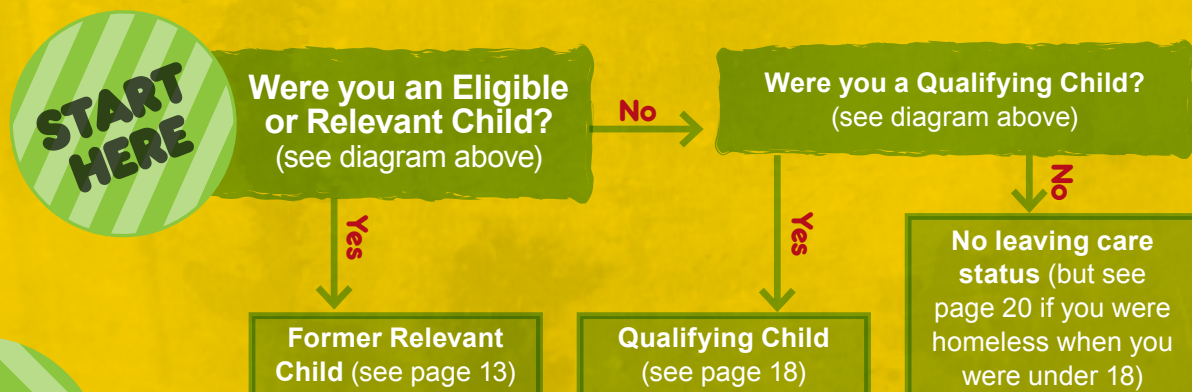 START
HERE
Were you an Eligible
or Relevant Child?
(see diagram above)
No
Were you a Qualifying Child?
(see diagram above)
Yes
Yes
No
Former Relevant
Child (see page 13)
Qualifying Child
(see page 18)
No leaving care
status (but see
page 20 if you were
homeless when you
were under 18)